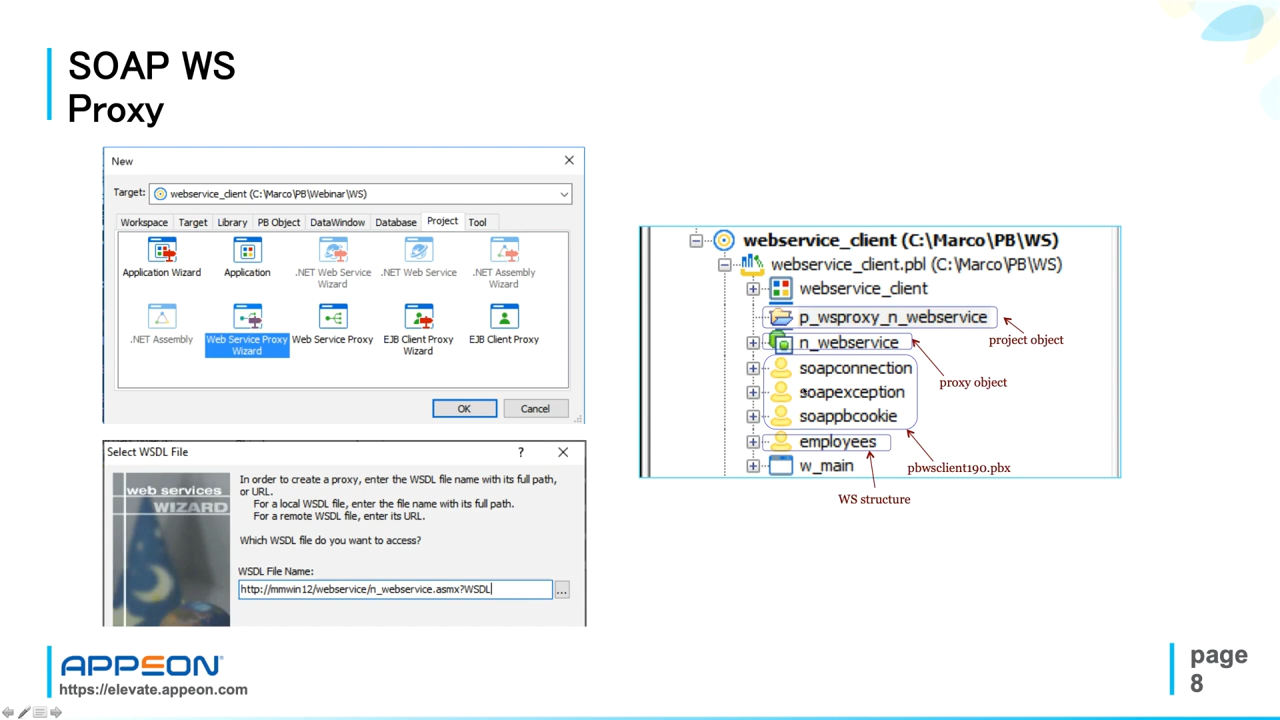 SOAP WS
Proxy
New
Target:
webservice_client (C:\Marco\PB\Webinar\WS)
Workspace
Target
Library
PB Object
DataWindow
Database
Project
Tool
Application Wizard
Application
.NET Web Service
Wizard
.NET Web Service
.NET Assembly
Wizard
.NET Assembly
Web Service Proxy
Wizard
Web Service Proxy
EJB Client Proxy
Wizard
EJB Client Proxy
OK
Cancel
Select WSDL File
?
web services
WIZARD
In order to create a proxy, enter the WSDL file name with its full path,
or URL.
For a local WSDL file, enter the file name with its full path.
For a remote WSDL file, enter its URL.
Which WSDL file do you want to access?
WSDL File Name:
http://mmwin12/webservice/n_webservice.asmx?WSDL
...
webservice_client (C:\Marco\PB\WS)
webservice_client.pbl (C:\Marco\PB\WS)
webservice_client
p_wsproxy_n_webservice
project object
n_webservice
proxy object
soapconnection
soapexception
soappbcookie
pbwsclient190.pbx
employees
WS structure
w_main
APPEON®
https://elevate.appeon.com
page
8